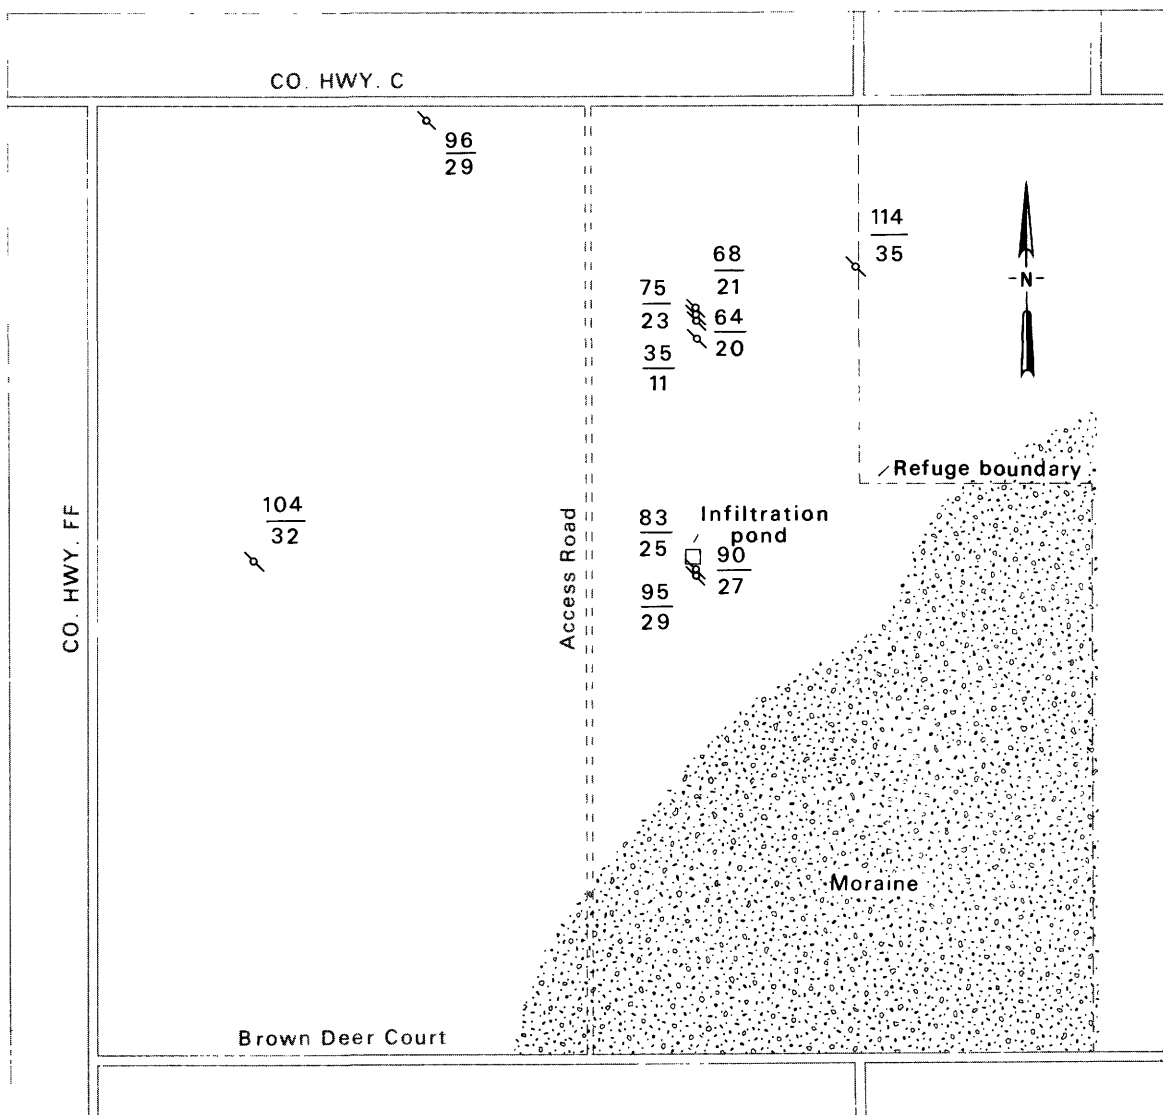 CO. HWY. C
96
29
114
35
68
21
75
23
64
20
35
11
-N-
Refuge boundary
104
32
CO. HWY. FF
Access Road
83
25
Infiltration
pond
90
27
95
29
Moraine
Brown Deer Court